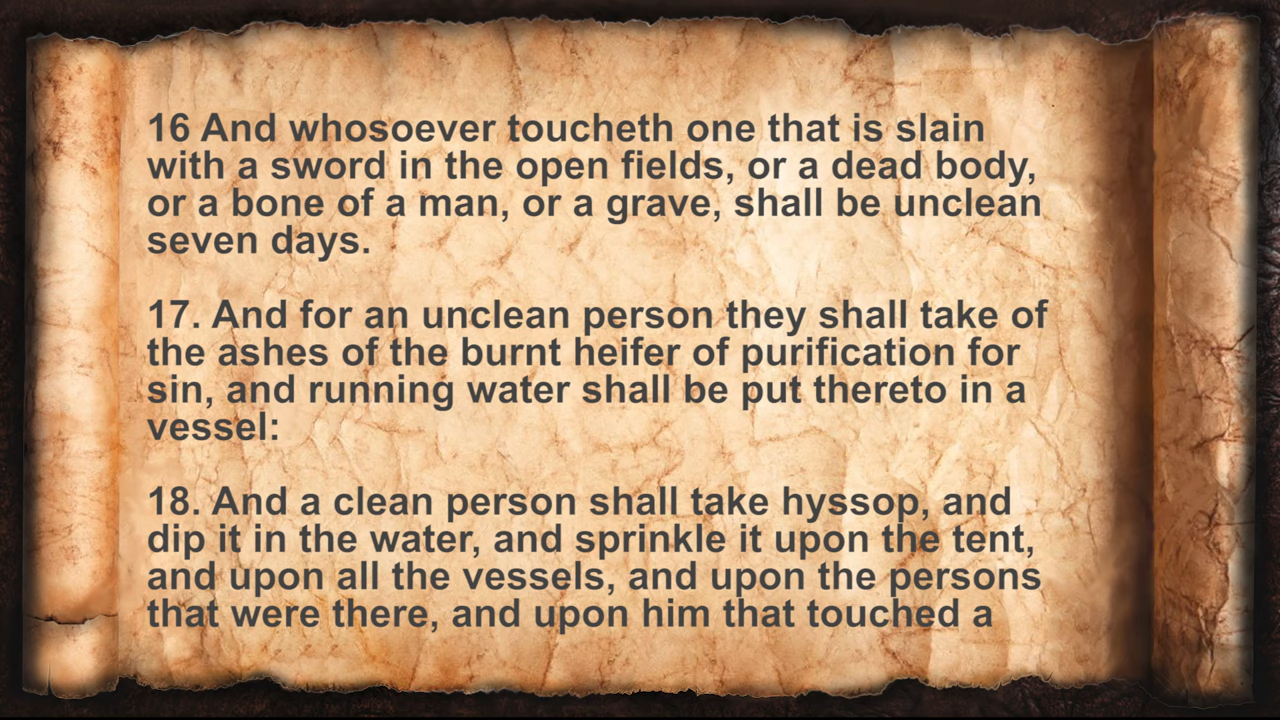 16 And whosoever toucheth one that is slain
with a sword in the open fields, or a dead body,
or a bone of a man, or a grave, shall be unclean
seven days.
17. And for an unclean person they shall take of
the ashes of the burnt heifer of purification for
sin, and running water shall be put thereto in a
vessel:
18. And a clean person shall take hyssop, and
dip it in the water, and sprinkle it upon the tent,
and upon all the vessels, and upon the persons
that were there, and upon him that touched a